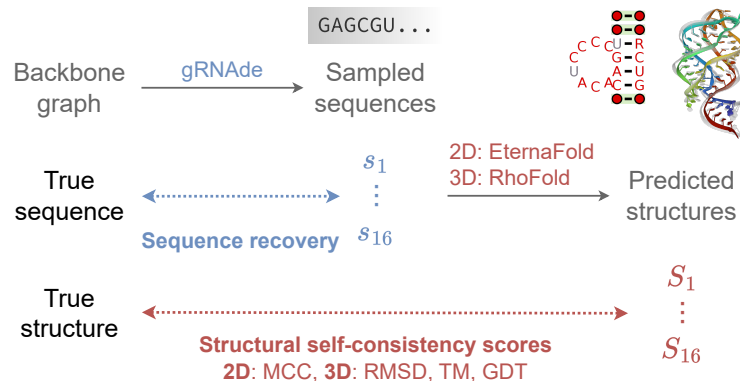 GAGCGU...
Backbone graph
gRNAde
Sampled sequences
C C C C U R
U G C
U A C A C A U
C A A C G
True sequence
s1
⋮
s16
Sequence recovery
2D: EternaFold
3D: RhoFold
Predicted structures
True structure
S1
⋮
S16
Structural self-consistency scores
2D: MCC, 3D: RMSD, TM, GDT